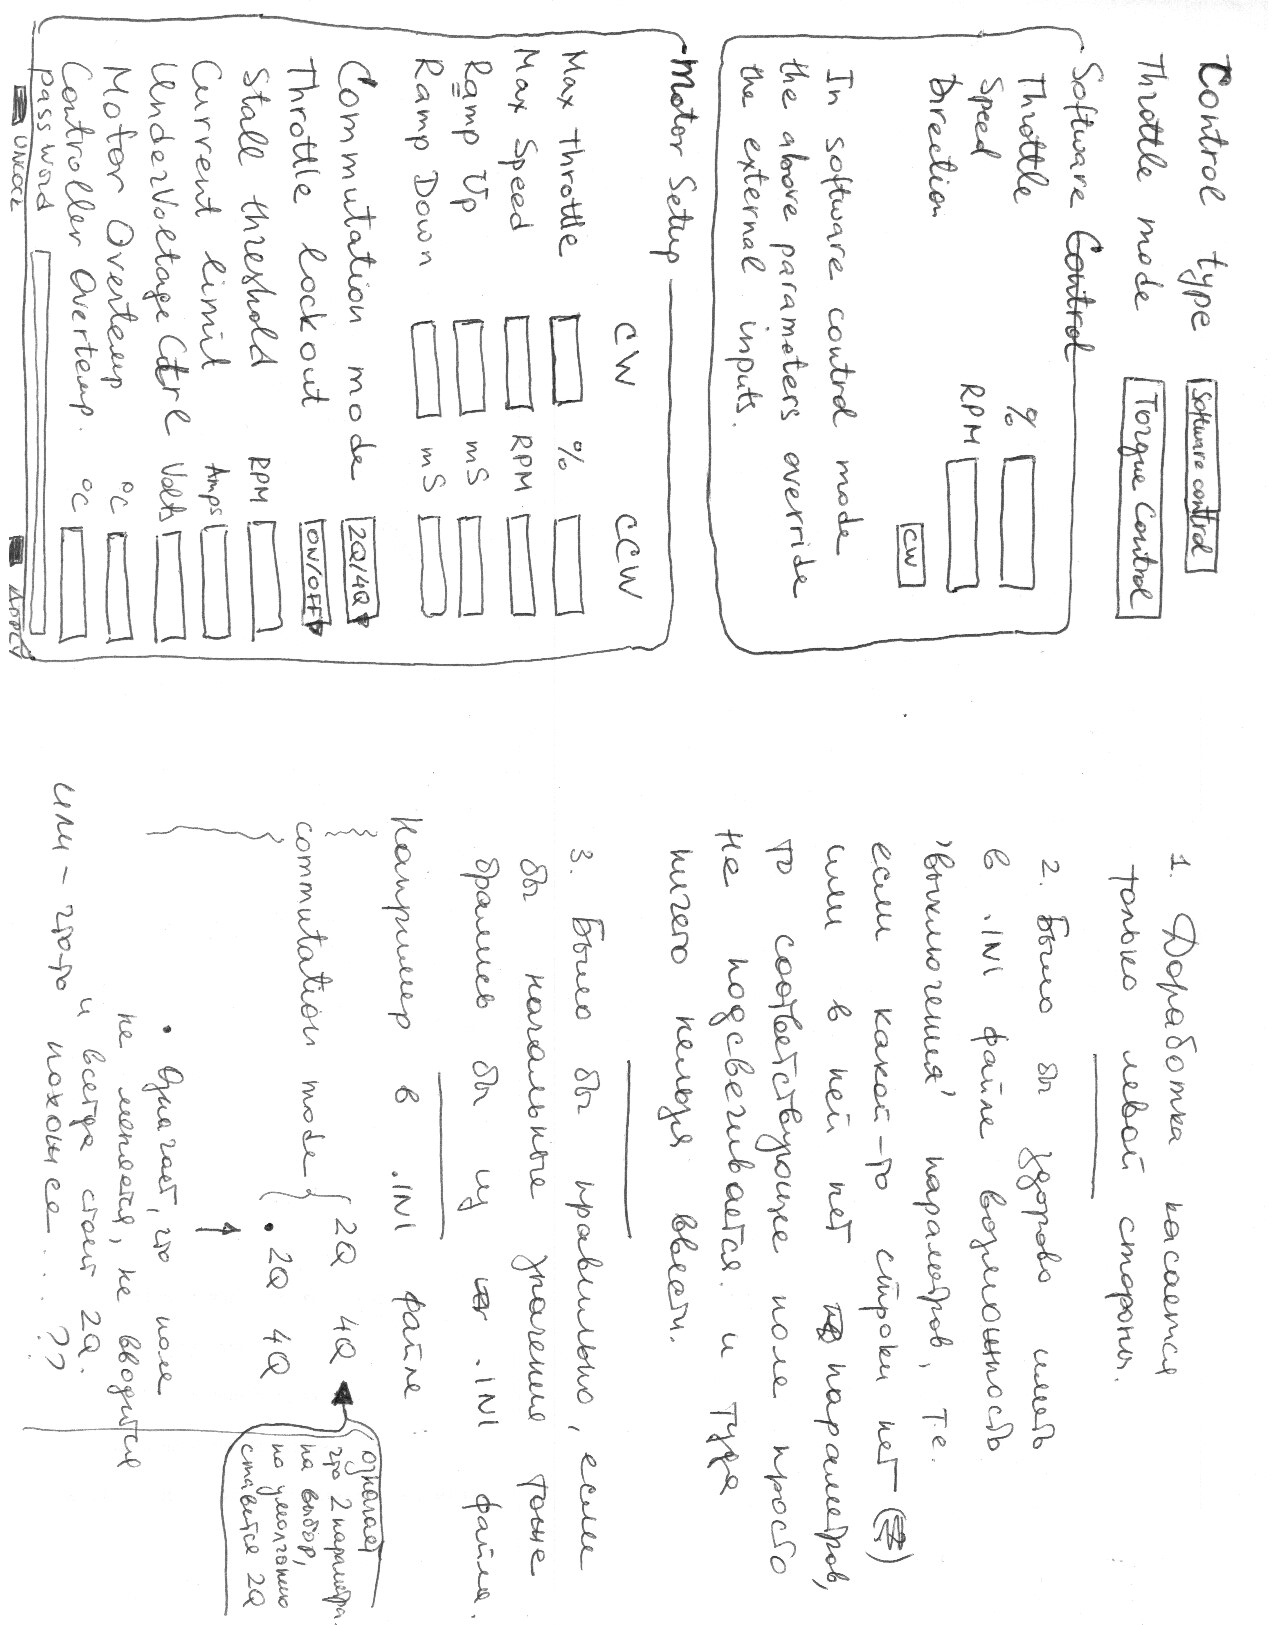 Control type Software control
Throttle mode Torque Control
Software Control
Throttle %
Speed RPM
Direction CW
In software control mode
the above parameters override
the external inputs.
Motor Setup
CW CCW
Max Throttle %
Max Speed RPM
Ramp Up mS
Ramp Down mS
Commutation mode 2Q/4Q
Throttle lockout ON/OFF
Stall threshold RPM
Current limit Amps
UnderVoltage Ctrl Volts
Motor Overtemp °C
Controller Overtemp. °C
password
UNLOCK APPLY
1. Доработка касается
только левой стороны.
2. Было бы здорово иметь
в .INI файле возможность
'выключения' параметров, т.е.
если какой-то строки нет
или в ней нет параметров,
то соответствующие поле просто
не подсвечивается и туда
ничего нельзя ввести.
3. Было бы правильно, если
бы начальные значения тоже
брались бы из .INI файла.
Например в .INI файле:
commutation mode { 2Q 4Q
{ • 2Q 4Q
означает
что 2 параметра
на выбор,
по умолчанию
ставится 2Q
• Означает, что поле
не меняется, не вводится
и всегда стоит 2Q.
или - что-то похожее... ??